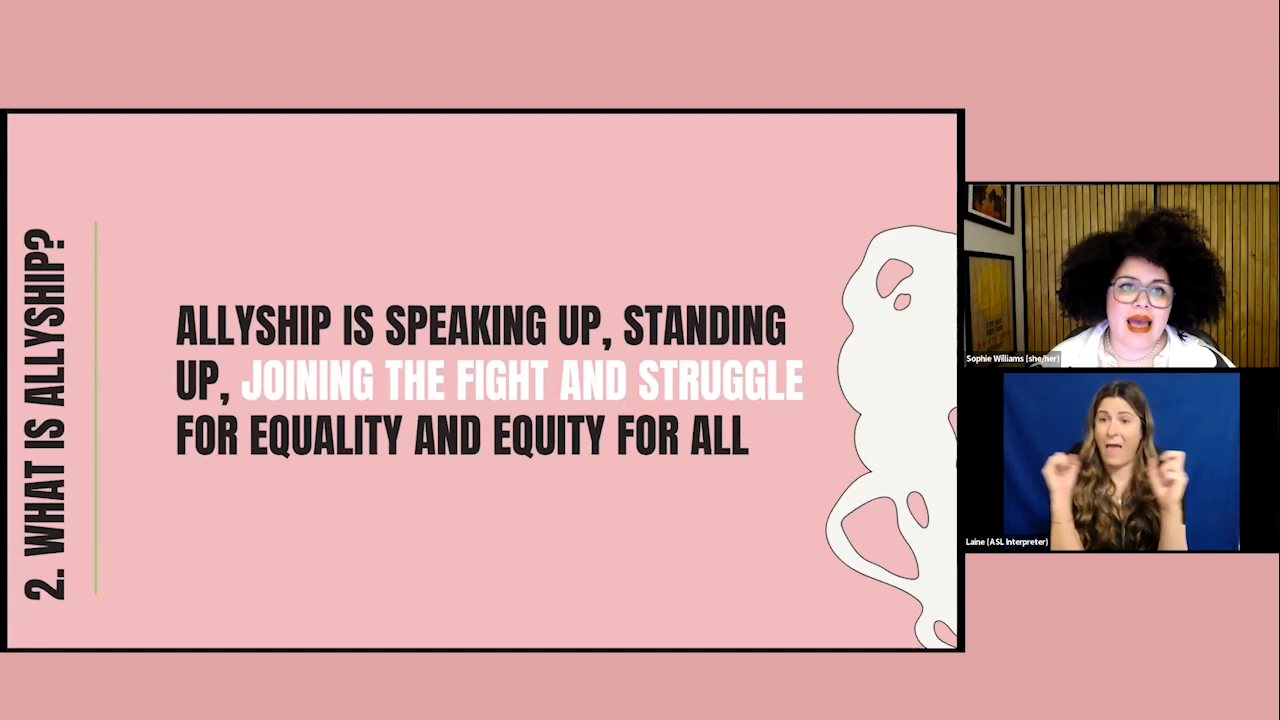 2. WHAT IS ALLYSHIP?
ALLYSHIP IS SPEAKING UP, STANDING
UP, JOINING THE FIGHT AND STRUGGLE
FOR EQUALITY AND EQUITY FOR ALL
Sophie Williams (she/her)
Laine (ASL Interpreter)